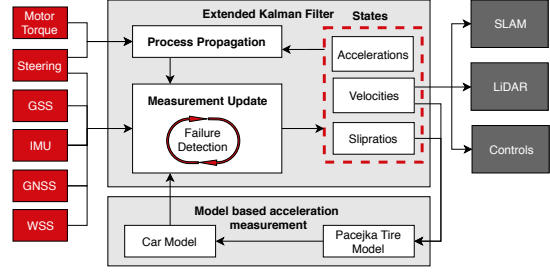 Motor
Torque
Steering
GSS
IMU
GNSS
WSS
Extended Kalman Filter
States
Process Propagation
Measurement Update
Failure
Detection
Accelerations
Velocities
Slipratios
Model based acceleration
measurement
Car Model
Pacejka Tire
Model
SLAM
LiDAR
Controls